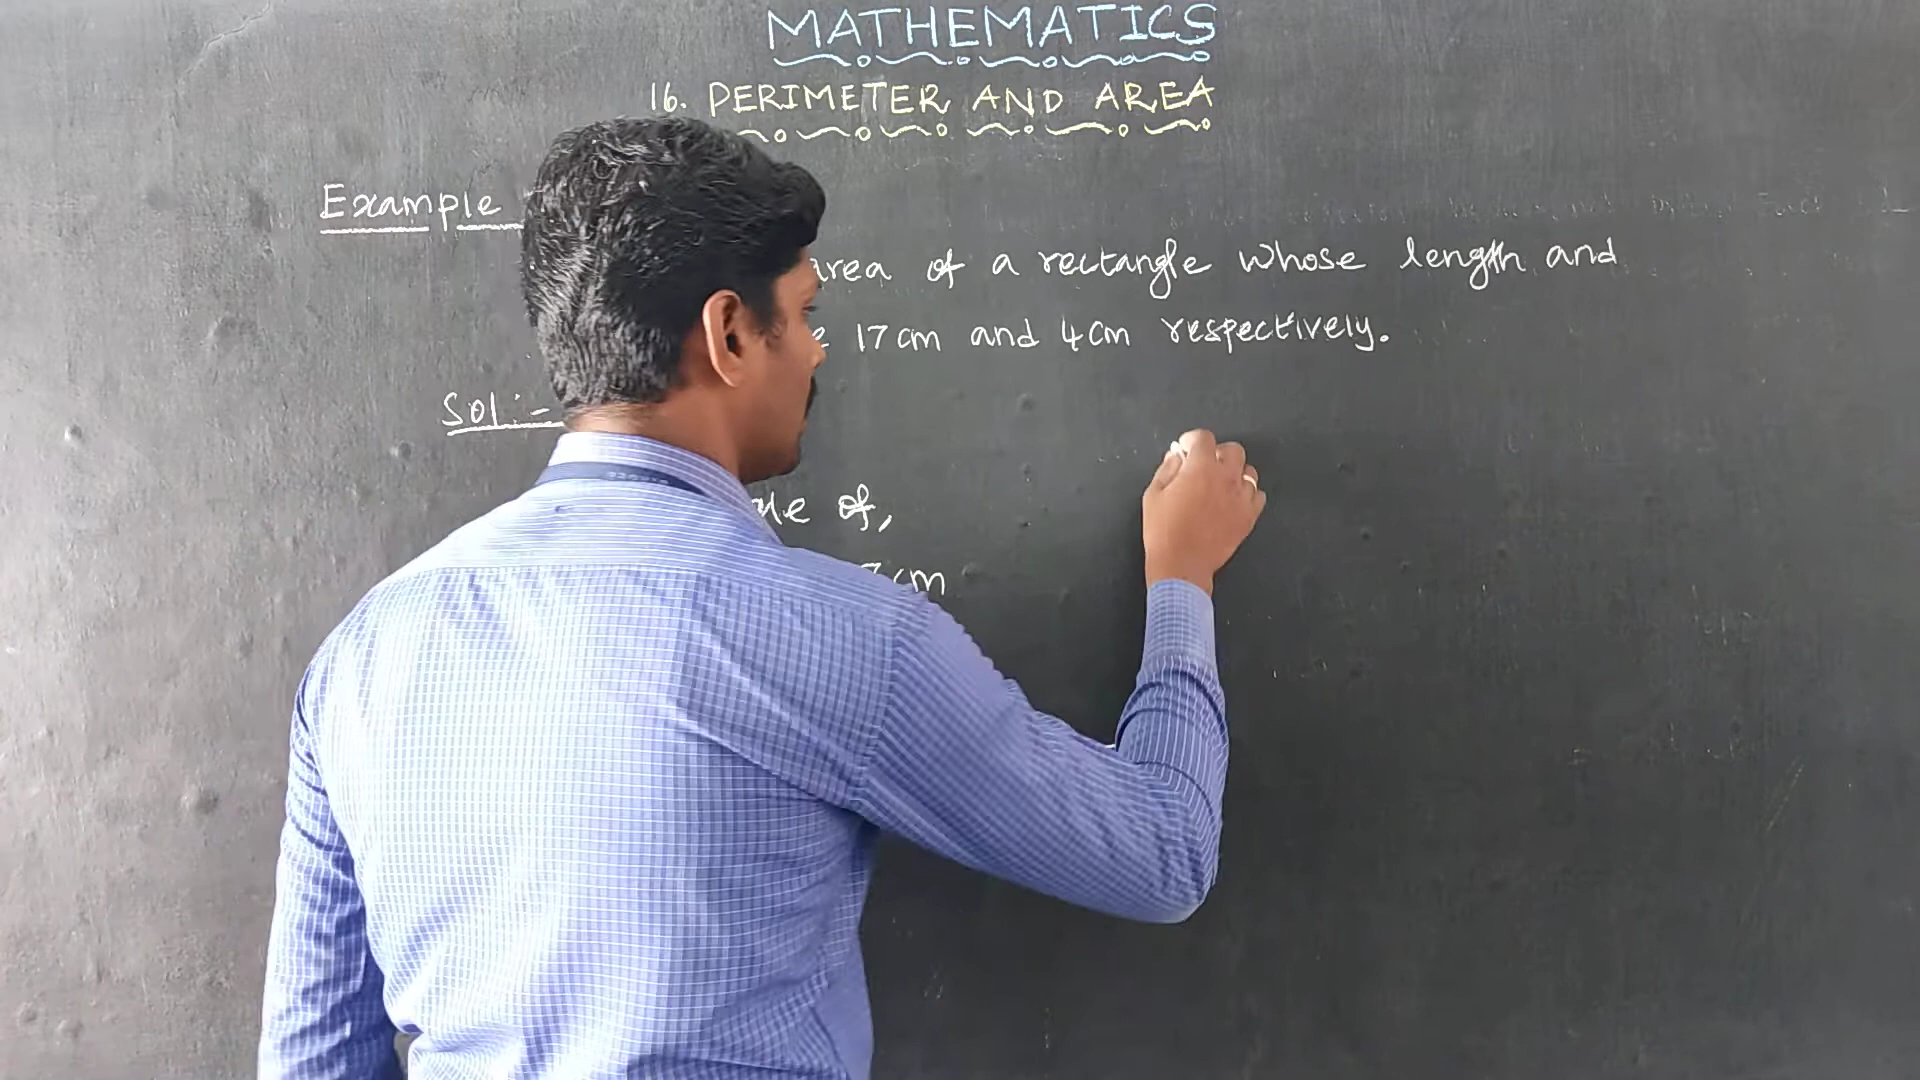 MATHEMATICS
16. PERIMETER AND AREA
Example
area of a rectangle whose length and
17cm and 4cm respectively.
Sol:-
of,
cm